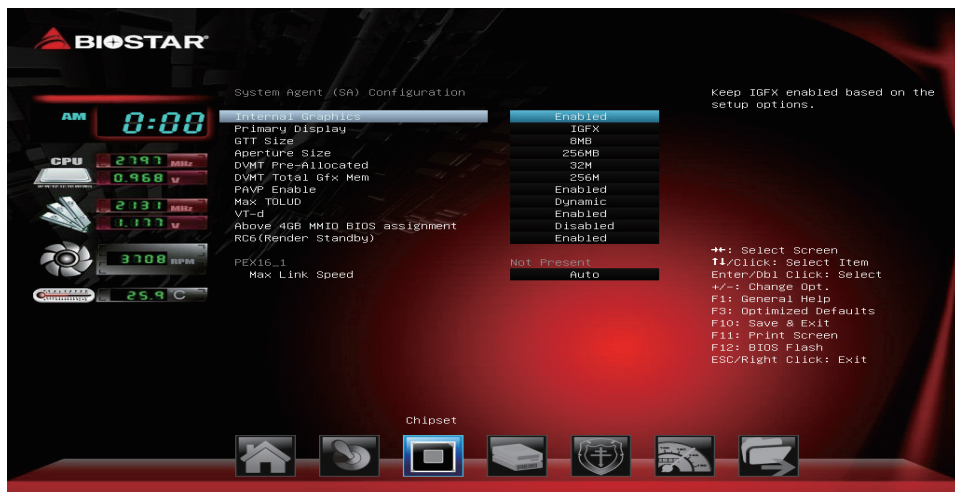 BIOSTAR
System Agent (SA) Configuration
Keep IGFX enabled based on the
setup options.
AM 0:00
Internal Graphics Enabled
Primary Display IGFX
GTT Size 8MB
Aperture Size 256MB
DVMT Pre-Allocated 32M
DVMT Total Gfx Mem 256M
PAVP Enable Enabled
Max TOLUD Dynamic
VT-d Enabled
Above 4GB MMIO BIOS assignment Disabled
RC6(Render Standby) Enabled
PEX16_1 Not Present
Max Link Speed Auto
CPU 2797 MHz
0.968 V
2131 MHz
1.177 V
3708 RPM
25.9 C
→←: Select Screen
↑↓/Click: Select Item
Enter/Dbl Click: Select
+/-: Change Opt.
F1: General Help
F3: Optimized Defaults
F10: Save & Exit
F11: Print Screen
F12: BIOS Flash
ESC/Right Click: Exit
Chipset